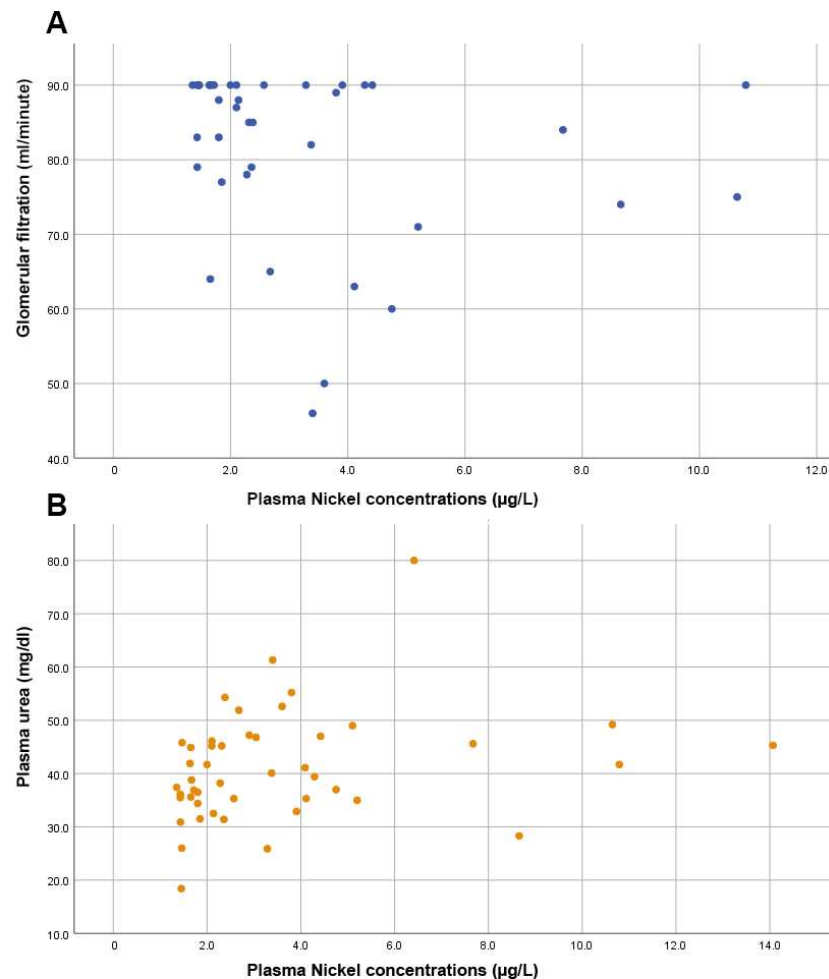 A
Glomerular filtration (ml/minute)
90.0
80.0
70.0
60.0
50.0
40.0
0 2.0 4.0 6.0 8.0 10.0 12.0
Plasma Nickel concentrations (µg/L)
B
Plasma urea (mg/dl)
80.0
70.0
60.0
50.0
40.0
30.0
20.0
10.0
0 2.0 4.0 6.0 8.0 10.0 12.0 14.0
Plasma Nickel concentrations (µg/L)